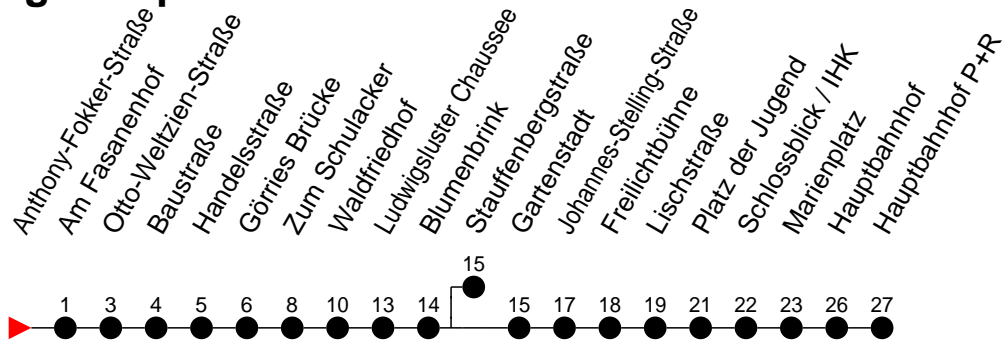 Anthony-Fokker-Straße
Am Fasanenhof
Otto-Weltzien-Straße
Baustraße
Handelsstraße
Görries Brücke
Zum Schulacker
Waldfriedhof
Ludwigsluster Chaussee
Blumenbrink
Stauffenbergstraße
Gartenstadt
Johannes-Stelling-Straße
Freilichtbühne
Lischstraße
Platz der Jugend
Schlossblick / IHK
Marienplatz
Hauptbahnhof
Hauptbahnhof P+R
15
1 3 4 5 6 8 10 13 14 15 17 18 19 21 22 23 26 27